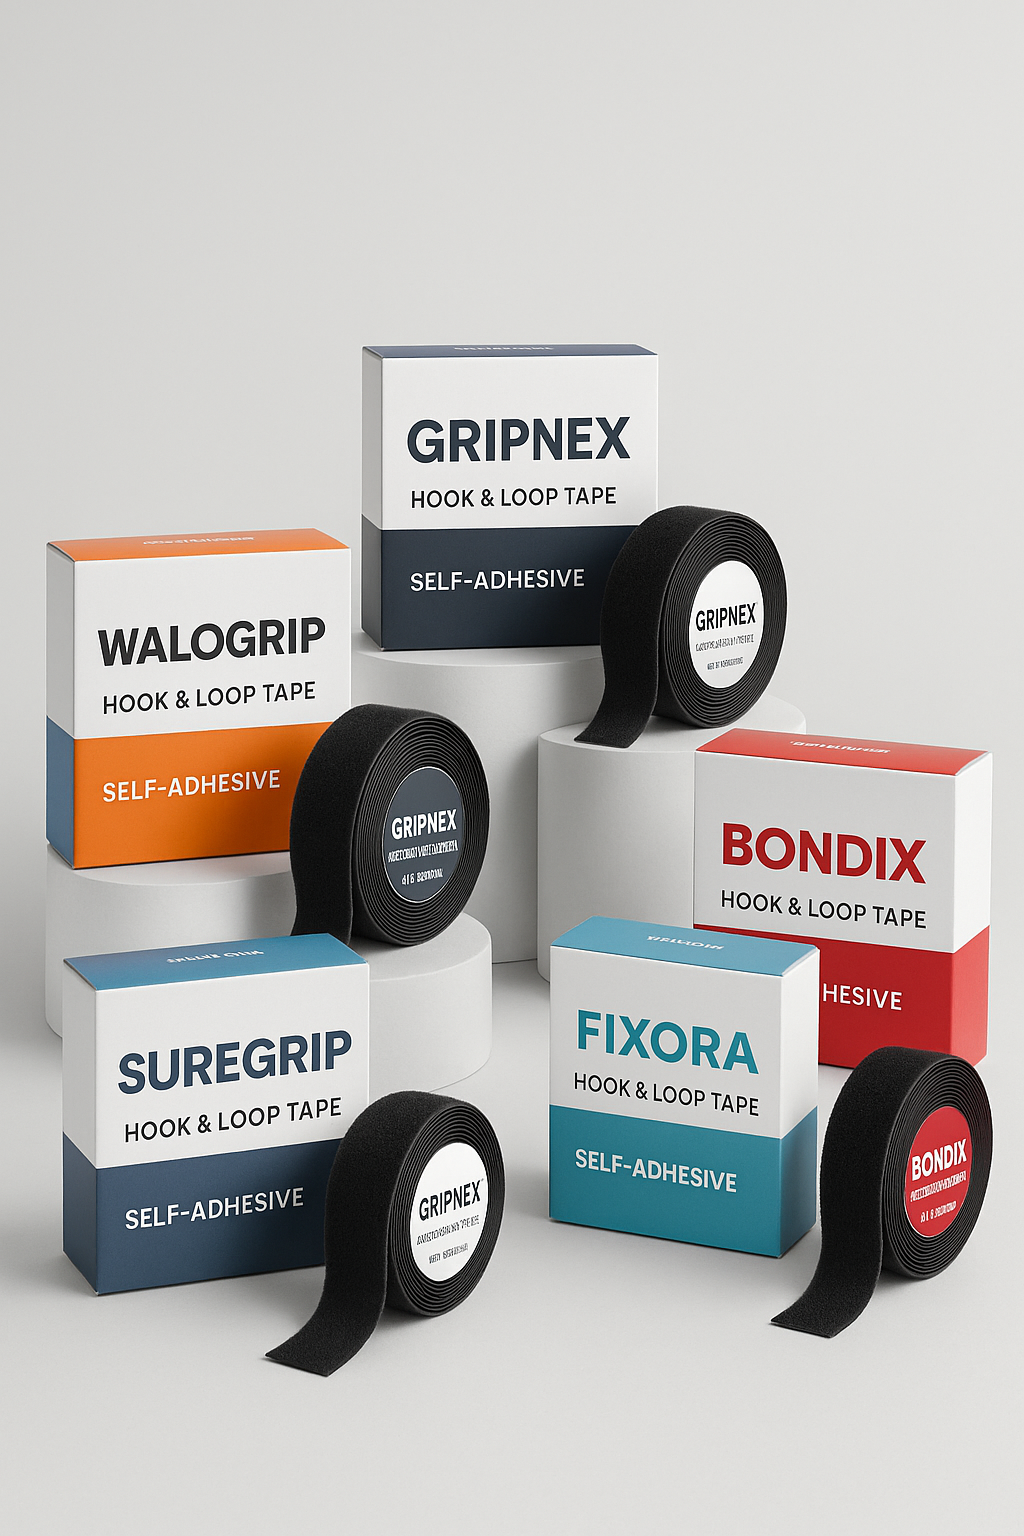 GRIPNEX
HOOK & LOOP TAPE
SELF-ADHESIVE
GRIPNEX
WALOGRIP
HOOK & LOOP TAPE
SELF-ADHESIVE
GRIPNEX
BONDIX
HOOK & LOOP TAPE
HESIVE
SUREGRIP
HOOK & LOOP TAPE
SELF-ADHESIVE
GRIPNEX
FIXORA
HOOK & LOOP TAPE
SELF-ADHESIVE
BONDIX